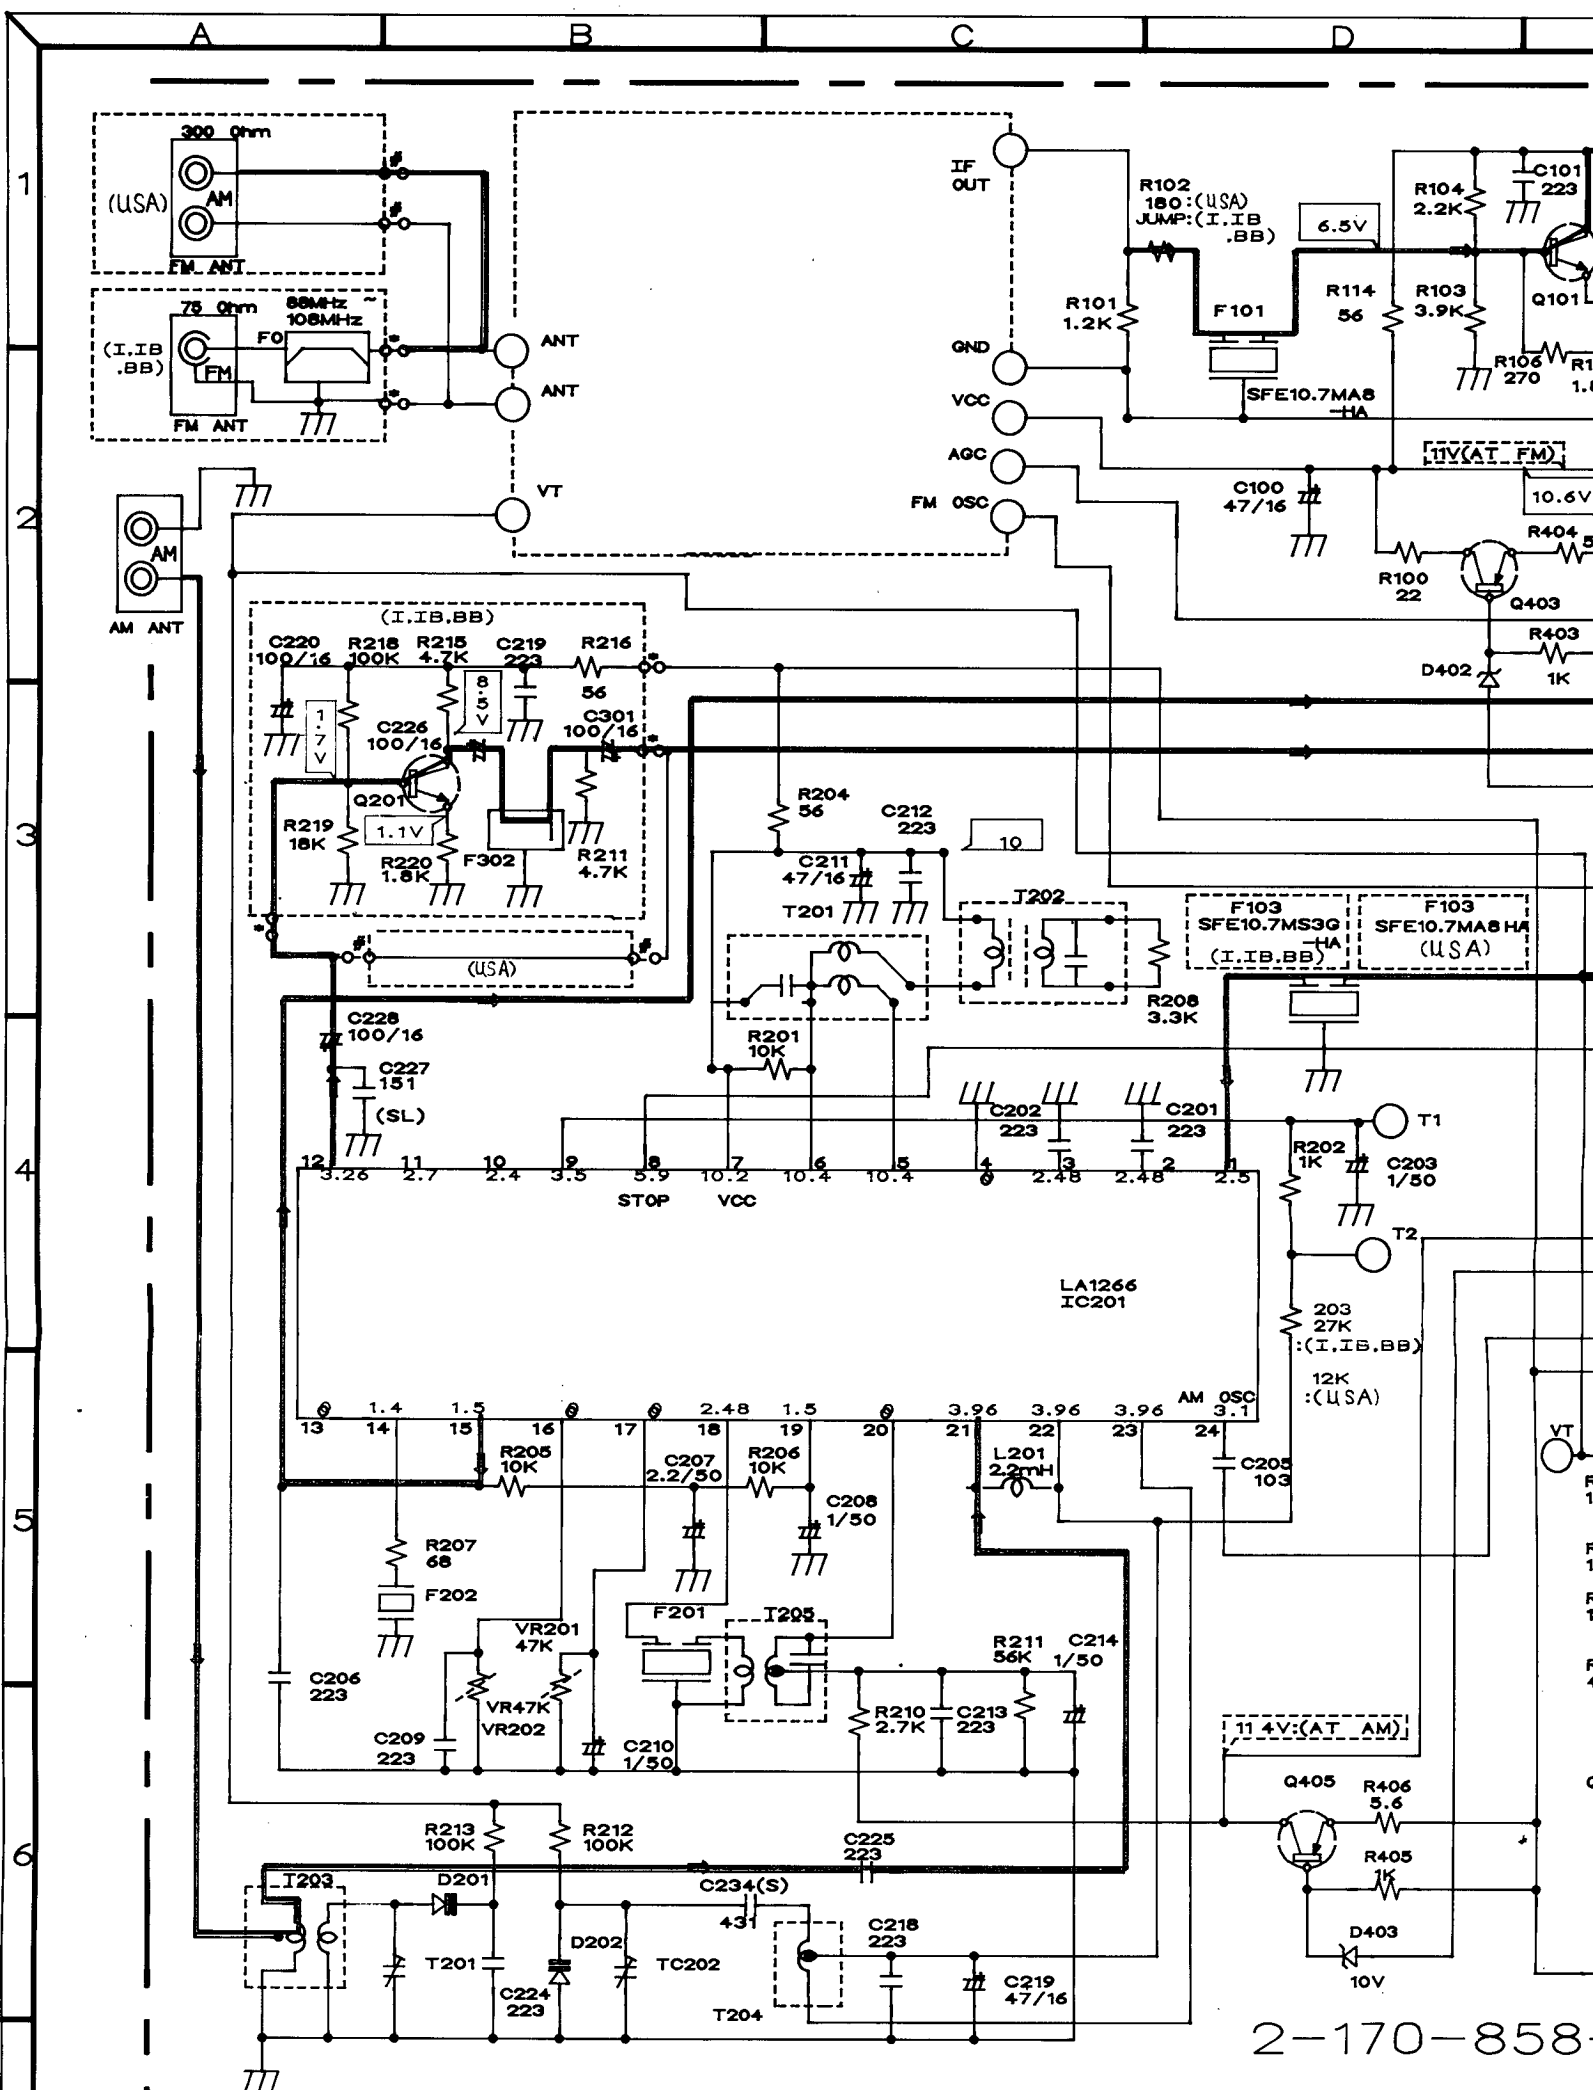 A B C D
1
300 Ohm
(USA)
AM
FM ANT
#
#
75 Ohm
88MHz ~
108MHz
(I.IB
.BB)
FO
FM
FM ANT
*
*
ANT
ANT
VT
IF
OUT
GND
VCC
AGC
FM OSC
R102
180:(USA)
JUMP:(I.IB
.BB)
R101
1.2K
F101
SFE10.7MA8
-HA
6.5V
R114
56
R104
2.2K
R103
3.9K
C101
223
Q101
R106
270
11V(AT FM)
10.6V
C100
47/16
R100
22
Q403
R404
R403
1K
D402
2
AM
AM ANT
(I.IB.BB)
C220
100/16
R218
100K
R215
4.7K
C219
223
R216
56
*
8.5V
1.7V
C226
100/16
C301
100/16
*
Q201
1.1V
R219
18K
R220
1.8K
F302
R211
4.7K
*
#
#
(USA)
3
R204
56
C212
223
10
C211
47/16
T201
T202
R208
3.3K
F103
SFE10.7MS3G
-HA
(I.IB.BB)
F103
SFE10.7MA8 HA
(USA)
C228
100/16
C227
151
(SL)
R201
10K
C202
223
C201
223
T1
R202
1K
C203
1/50
T2
4
12 11 10 9 8 7 6 5 4 3 2 1
3.26 2.7 2.4 3.5 5.9 10.2 10.4 10.4 0 2.48 2.48 2.5
STOP VCC
LA1266
IC201
203
27K
:(I.IB.BB)
12K
:(USA)
AM OSC
0 1.4 1.5 0 0 2.48 1.5 0 3.96 3.96 3.96 3.1
13 14 15 16 17 18 19 20 21 22 23 24
VT
5
R205
10K
C207
2.2/50
R206
10K
C208
1/50
L201
2.2mH
C205
103
R207
68
F202
VR201
47K
F201
T205
R211
56K
C214
1/50
C206
223
VR47K
VR202
C209
223
C210
1/50
R210
2.7K
C213
223
11 4V:(AT AM)
Q405
R406
5.6
R405
1K
D403
10V
6
R213
100K
R212
100K
C225
223
T203
D201
C234(S)
431
T201
C224
223
D202
TC202
T204
C218
223
C219
47/16
2-170-858-